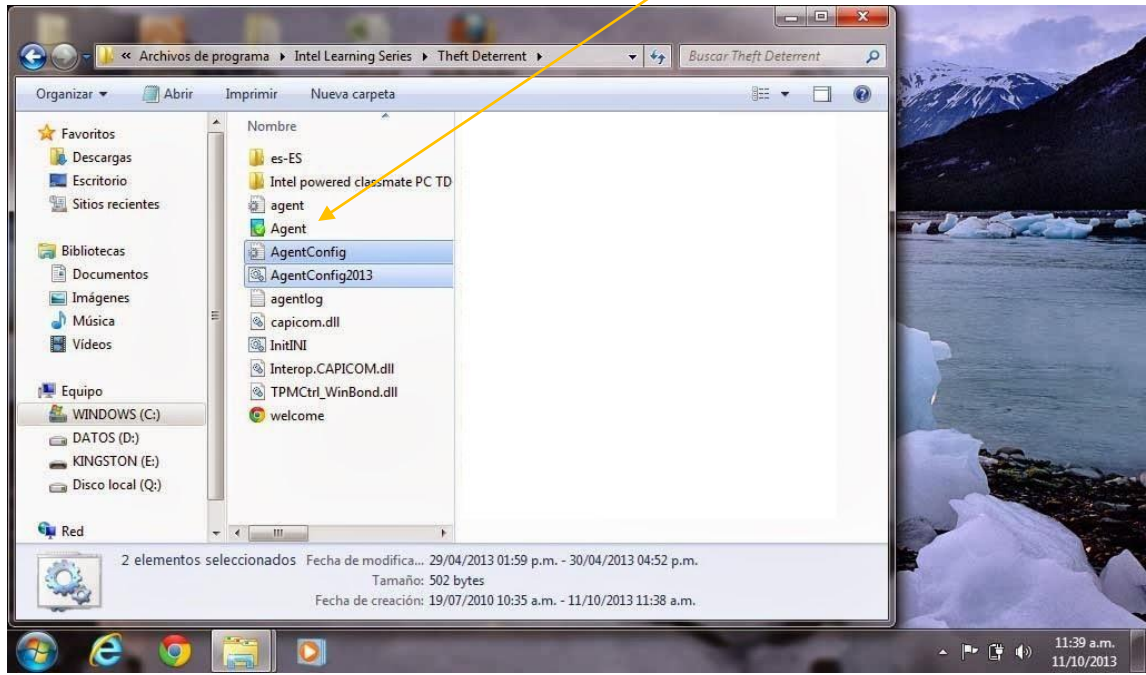 « Archivos de programa ▸ Intel Learning Series ▸ Theft Deterrent ▸
Buscar Theft Deterrent
Organizar ▾ Abrir Imprimir Nueva carpeta
Favoritos
Descargas
Escritorio
Sitios recientes
Bibliotecas
Documentos
Imágenes
Música
Vídeos
Equipo
WINDOWS (C:)
DATOS (D:)
KINGSTON (E:)
Disco local (Q:)
Red
Nombre
es-ES
Intel powered classmate PC TD
agent
Agent
AgentConfig
AgentConfig2013
agentlog
capicom.dll
InitINI
Interop.CAPICOM.dll
TPMCtrl_WinBond.dll
welcome
2 elementos seleccionados Fecha de modifica... 29/04/2013 01:59 p.m. - 30/04/2013 04:52 p.m.
Tamaño: 502 bytes
Fecha de creación: 19/07/2010 10:35 a.m. - 11/10/2013 11:38 a.m.
11:39 a.m.
11/10/2013